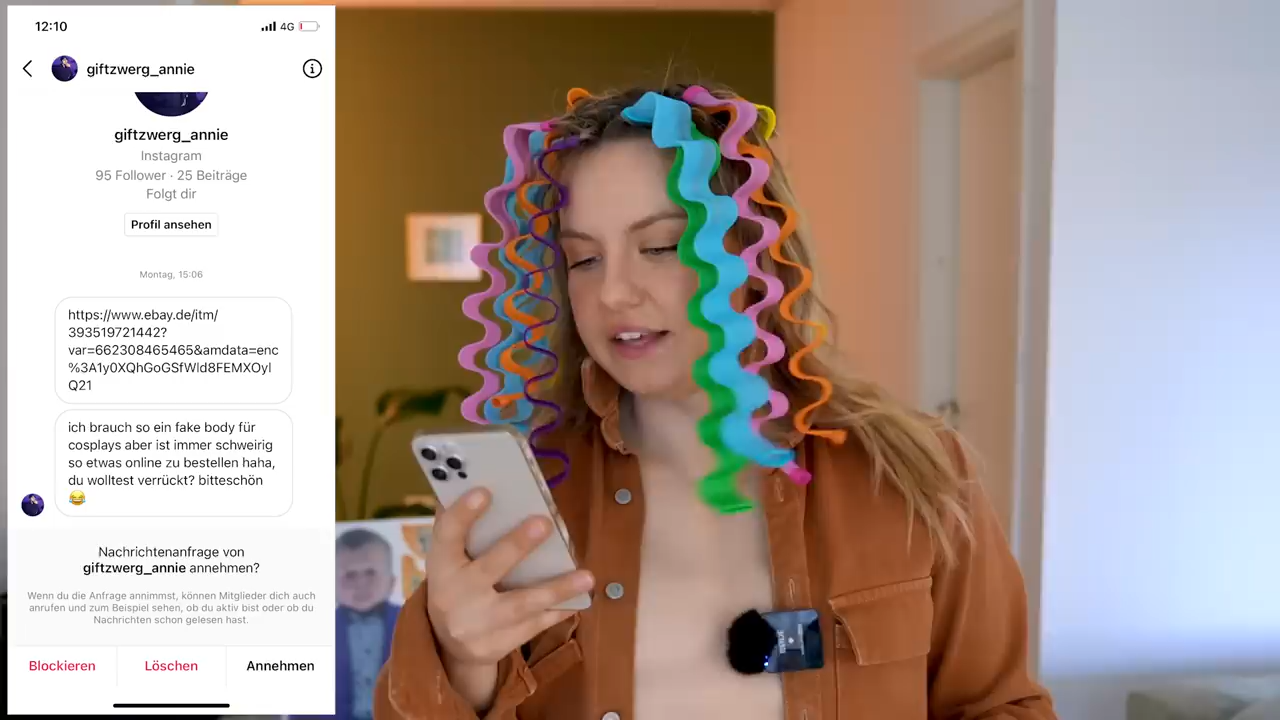 12:10
4G
giftzwerg_annie
giftzwerg_annie
Instagram
95 Follower · 25 Beiträge
Folgt dir
Profil ansehen
Montag, 15:06
https://www.ebay.de/itm/
393519721442?
var=662308465465&amdata=enc
%3A1y0XQhGoGSfWld8FEMXOyl
Q21
ich brauch so ein fake body für
cosplays aber ist immer schweirig
so etwas online zu bestellen haha,
du wolltest verrückt? bitteschön
😂
Nachrichtenanfrage von
giftzwerg_annie annehmen?
Wenn du die Anfrage annimmst, können Mitglieder dich auch
anrufen und zum Beispiel sehen, ob du aktiv bist oder ob du
Nachrichten schon gelesen hast.
Blockieren
Löschen
Annehmen